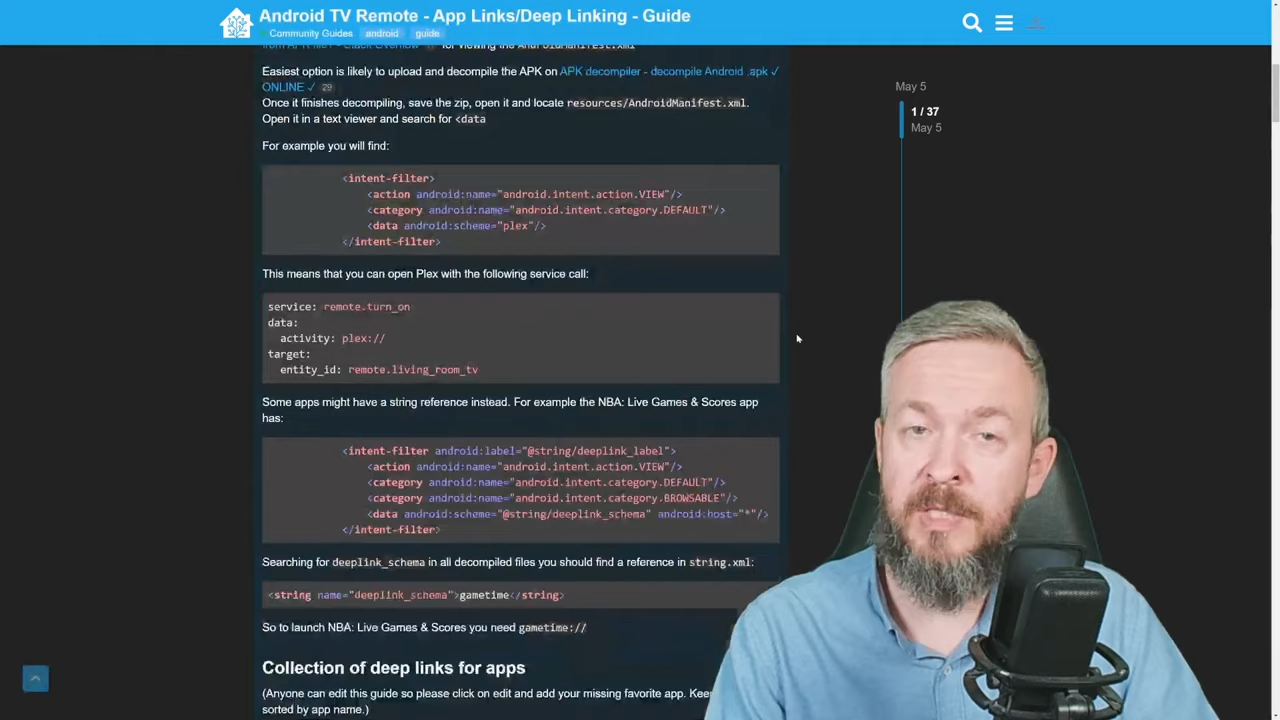 Android TV Remote - App Links/Deep Linking - Guide
Community Guides android guide
for viewing the AndroidManifest.xml
Easiest option is likely to upload and decompile the APK on APK decompiler - decompile Android .apk ✓
ONLINE ✓ 29
Once it finishes decompiling, save the zip, open it and locate resources/AndroidManifest.xml.
Open it in a text viewer and search for <data
For example you will find:
<intent-filter>
<action android:name="android.intent.action.VIEW"/>
<category android:name="android.intent.category.DEFAULT"/>
<data android:scheme="plex"/>
</intent-filter>
This means that you can open Plex with the following service call:
service: remote.turn_on
data:
activity: plex://
target:
entity_id: remote.living_room_tv
Some apps might have a string reference instead. For example the NBA: Live Games & Scores app
has:
<intent-filter android:label="@string/deeplink_label">
<action android:name="android.intent.action.VIEW"/>
<category android:name="android.intent.category.DEFAULT"/>
<category android:name="android.intent.category.BROWSABLE"/>
<data android:scheme="@string/deeplink_schema" android:host="*"/>
</intent-filter>
Searching for deeplink_schema in all decompiled files you should find a reference in string.xml:
<string name="deeplink_schema">gametime</string>
So to launch NBA: Live Games & Scores you need gametime://
Collection of deep links for apps
(Anyone can edit this guide so please click on edit and add your missing favorite app. Keep
sorted by app name.)
May 5
1 / 37
May 5